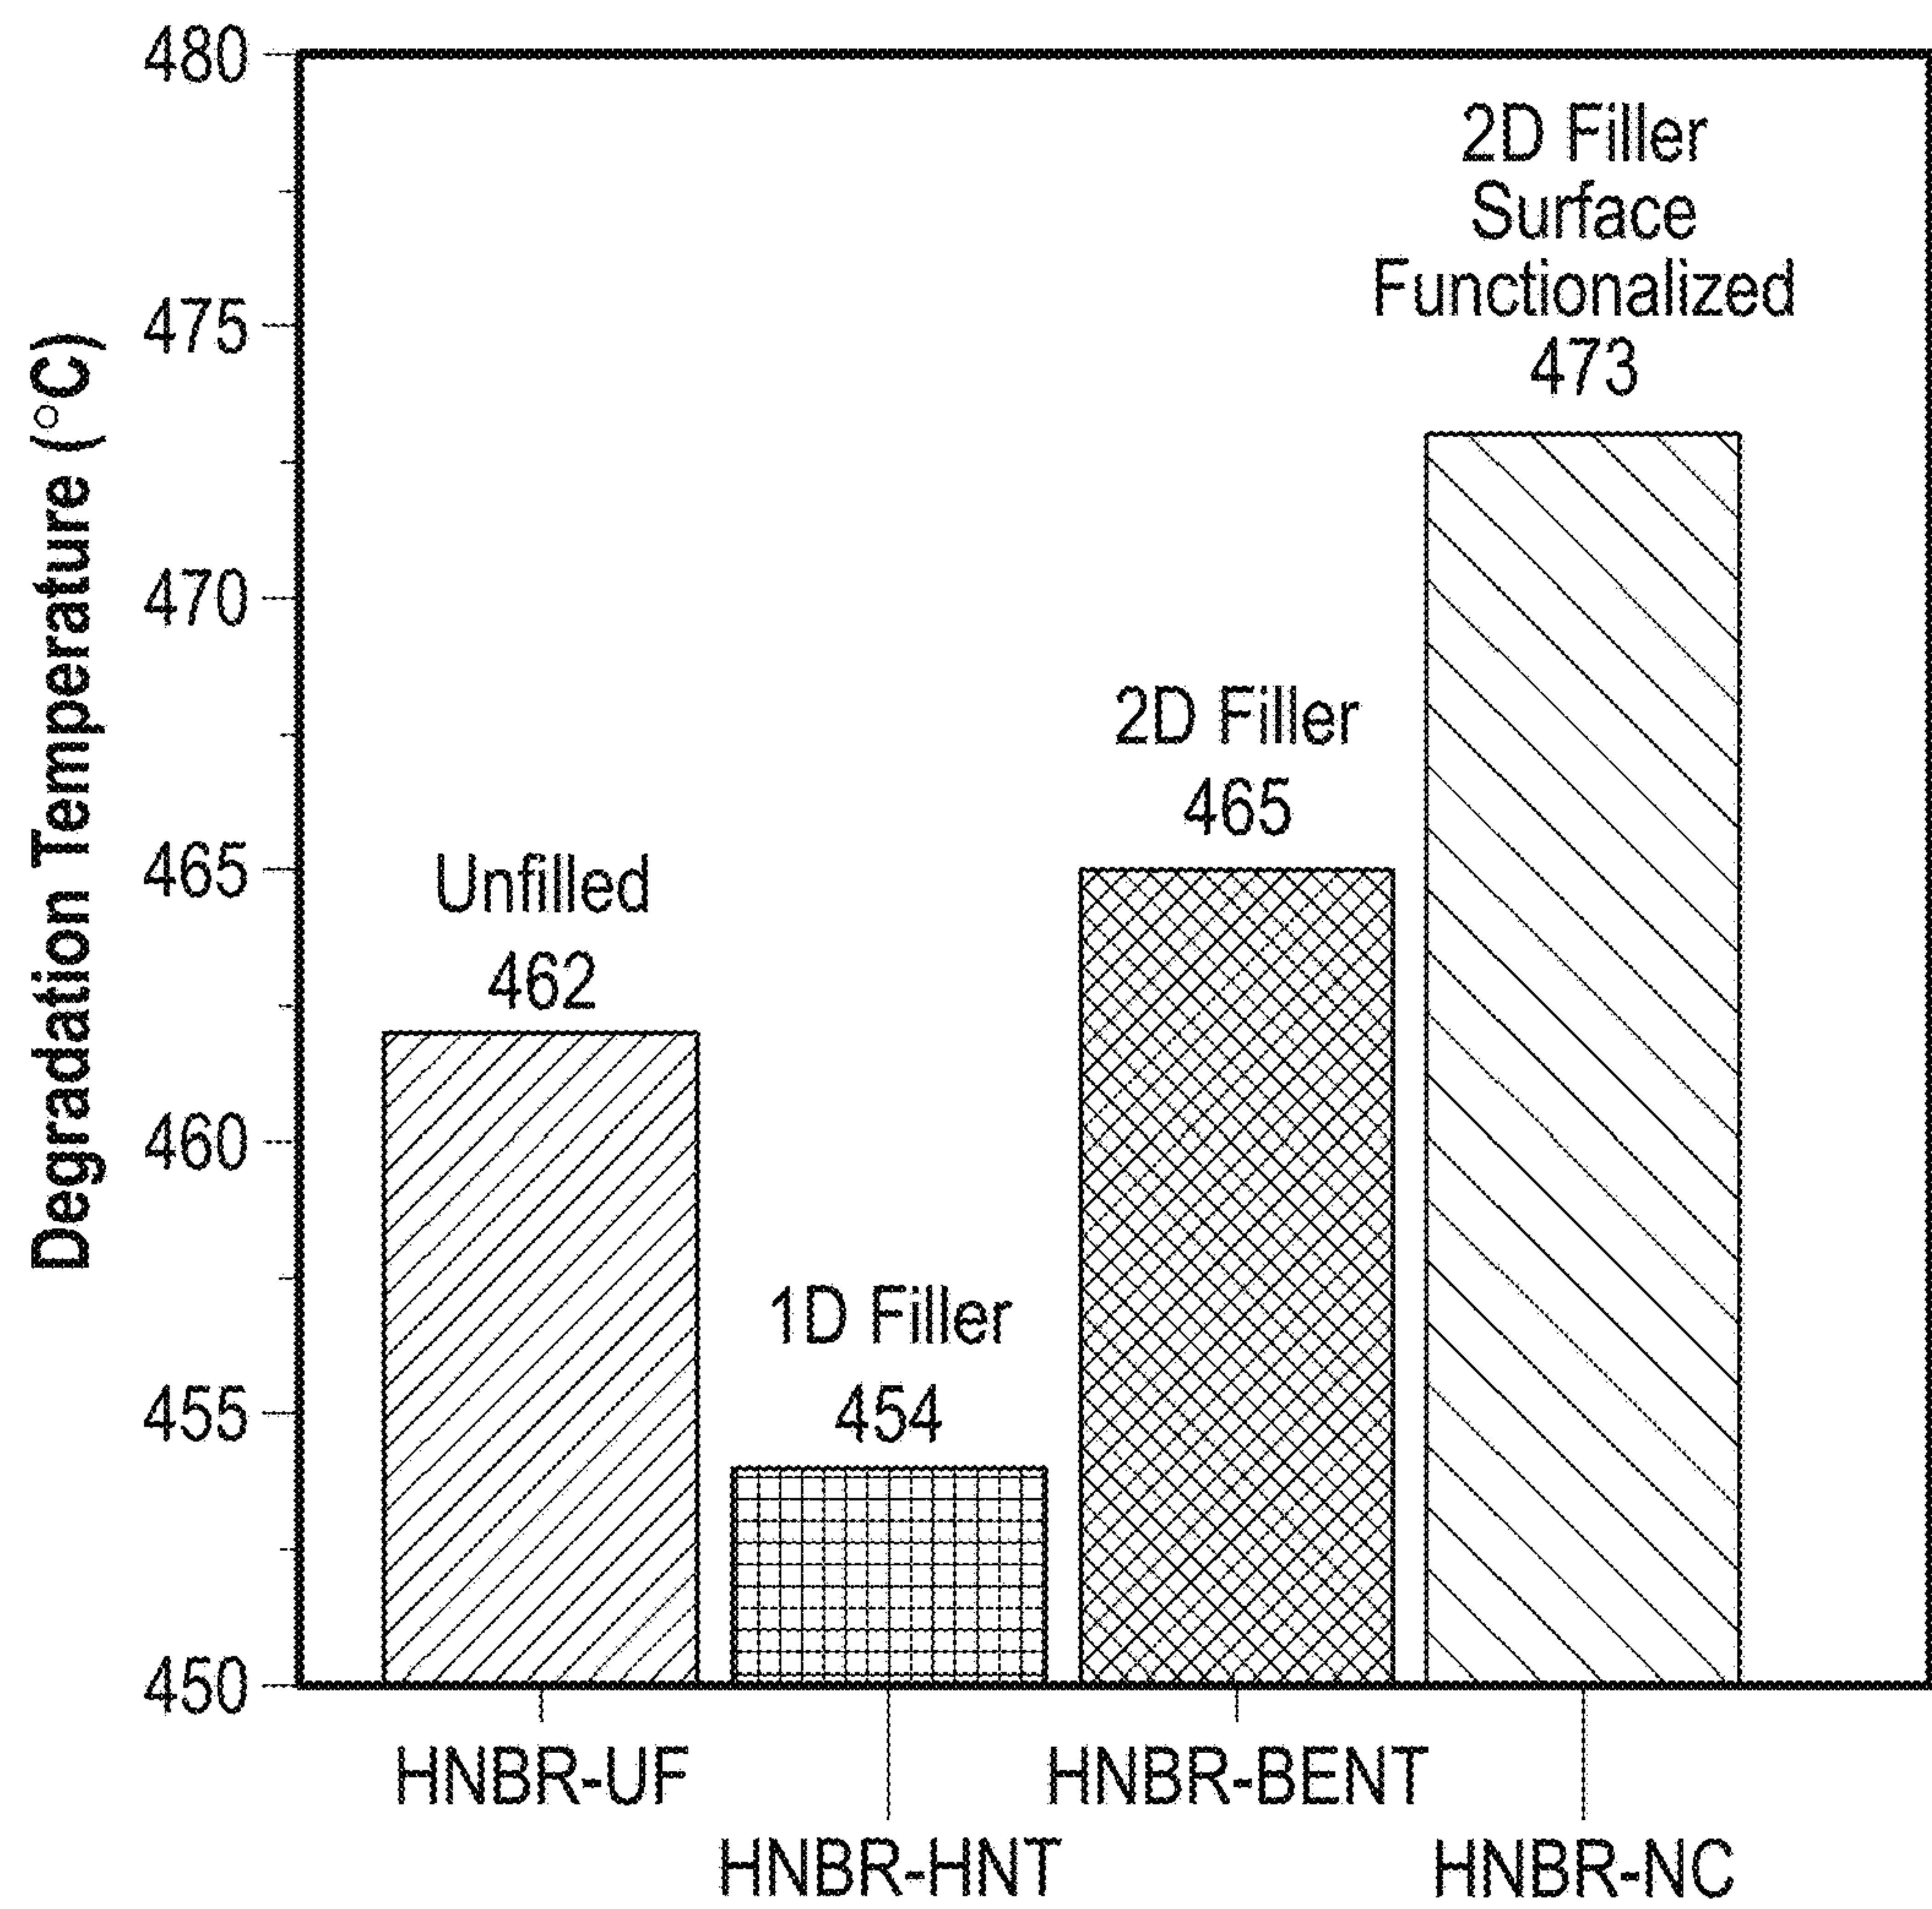 Degradation Temperature (°C)
480
475
470
465
460
455
450
Unfilled
462
1D Filler
454
2D Filler
465
2D Filler
Surface
Functionalized
473
HNBR-UF
HNBR-HNT
HNBR-BENT
HNBR-NC